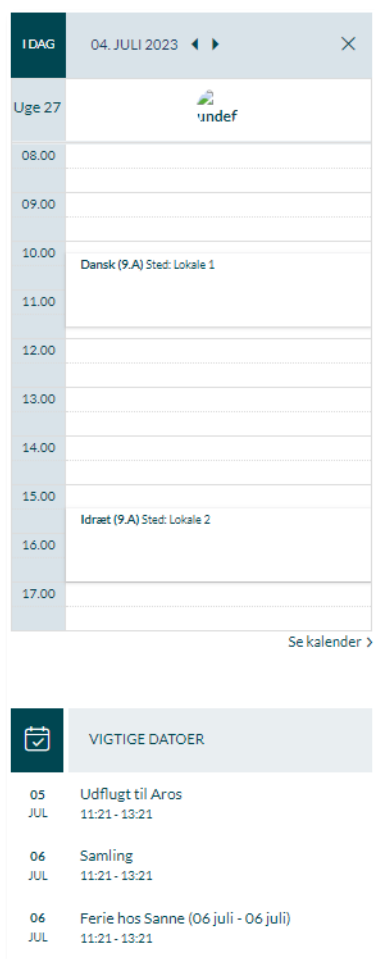 I DAG
04. JULI 2023
Uge 27
undef
08.00
09.00
10.00
Dansk (9.A) Sted: Lokale 1
11.00
12.00
13.00
14.00
15.00
Idræt (9.A) Sted: Lokale 2
16.00
17.00
Se kalender
VIGTIGE DATOER
05 Udflugt til Aros
JUL 11:21 - 13:21
06 Samling
JUL 11:21 - 13:21
06 Ferie hos Sanne (06 juli - 06 juli)
JUL 11:21 - 13:21